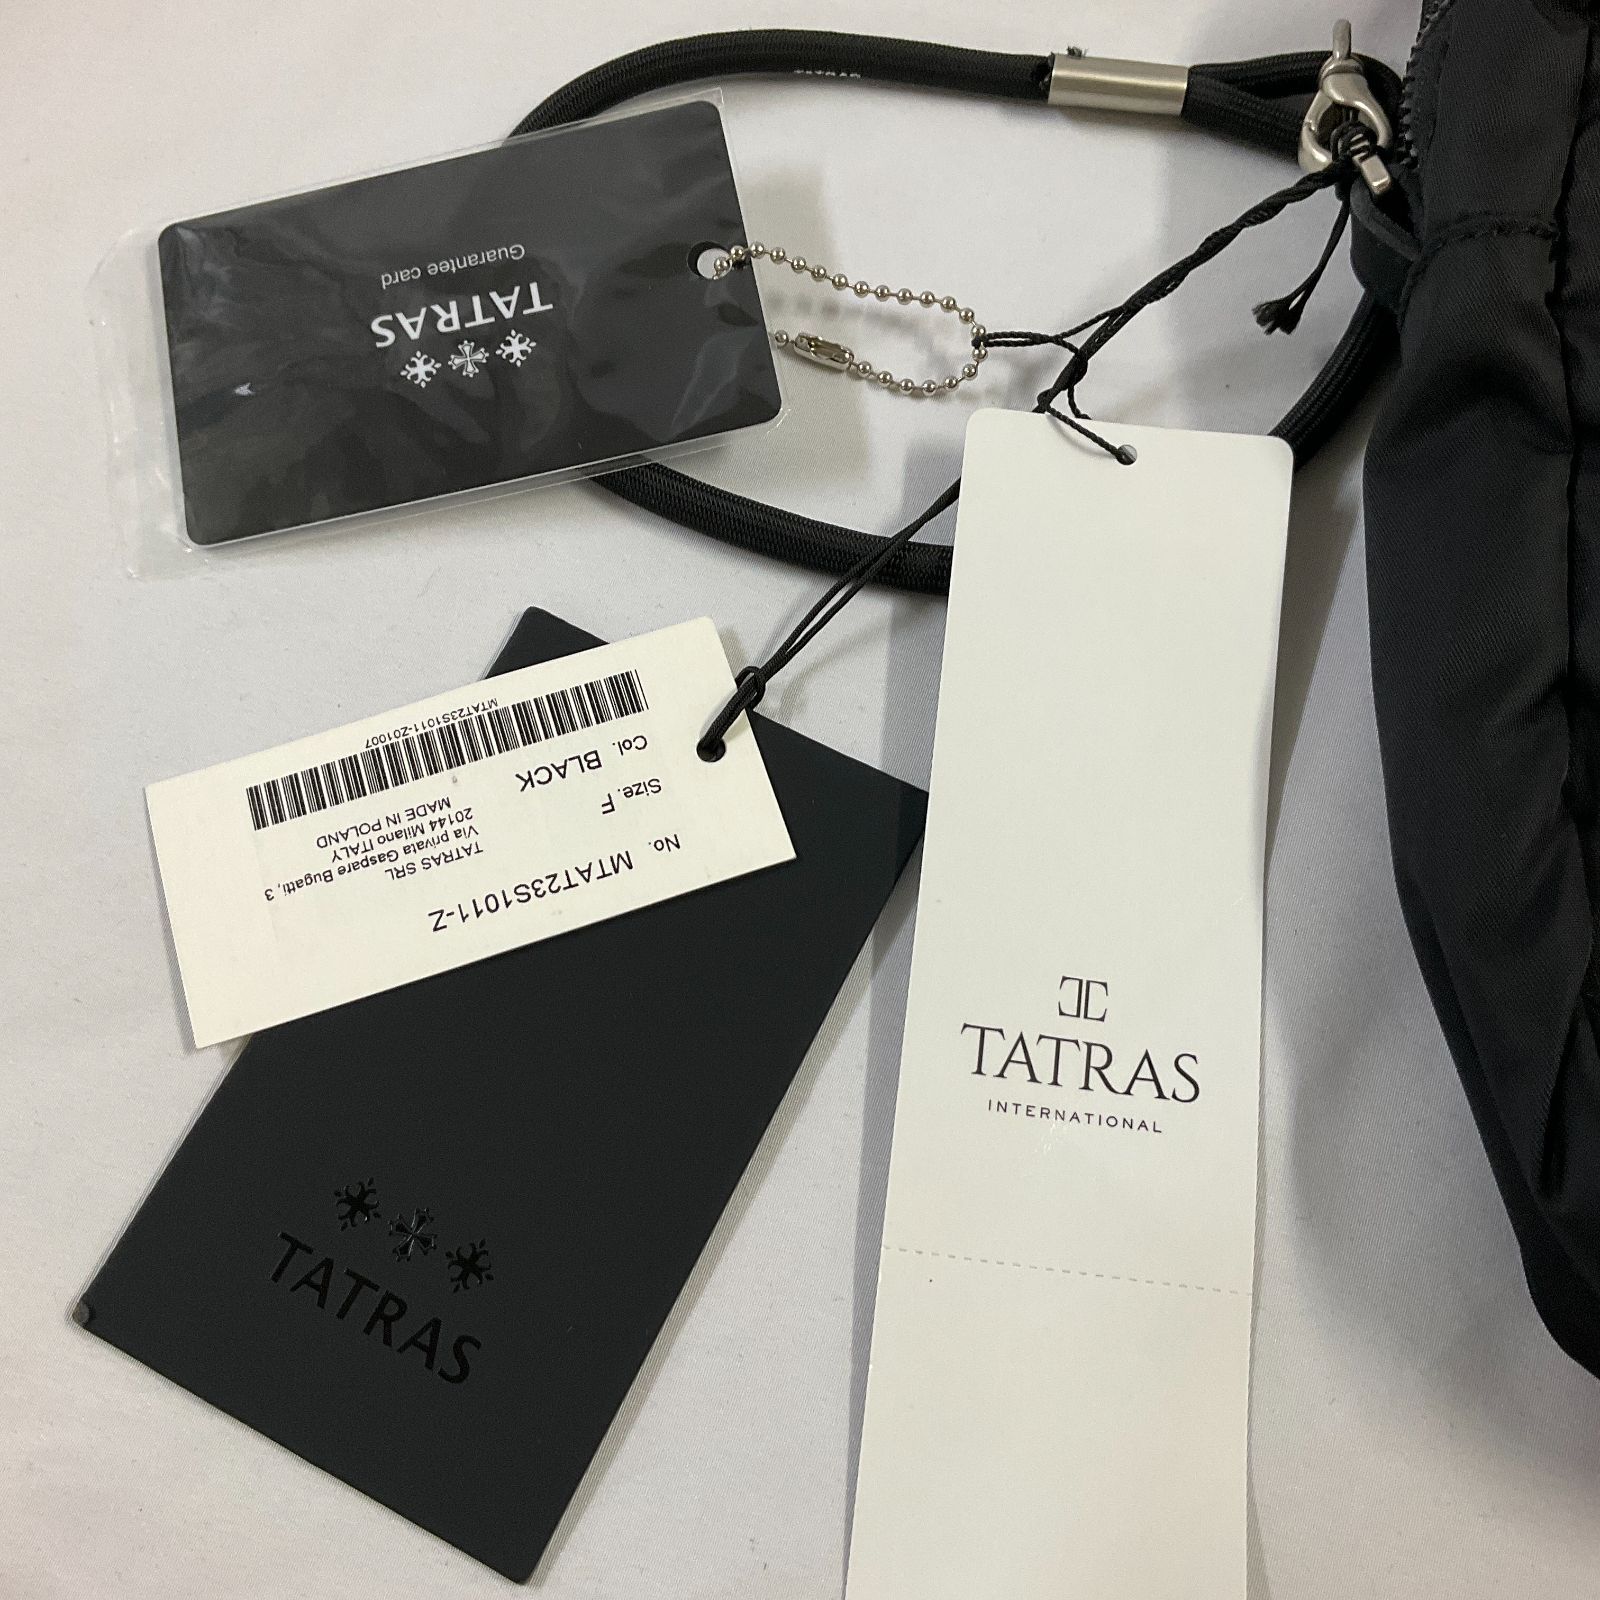 TATRAS
Guarantee card
No. MTAT23S1011-Z
TATRAS SRL
Via privata Gaspare Bugatti, 3
20144 Milano ITALY
MADE IN POLAND
Size. F
Col. BLACK
MTAT23S1011-Z01007
TATRAS
TATRAS
INTERNATIONAL